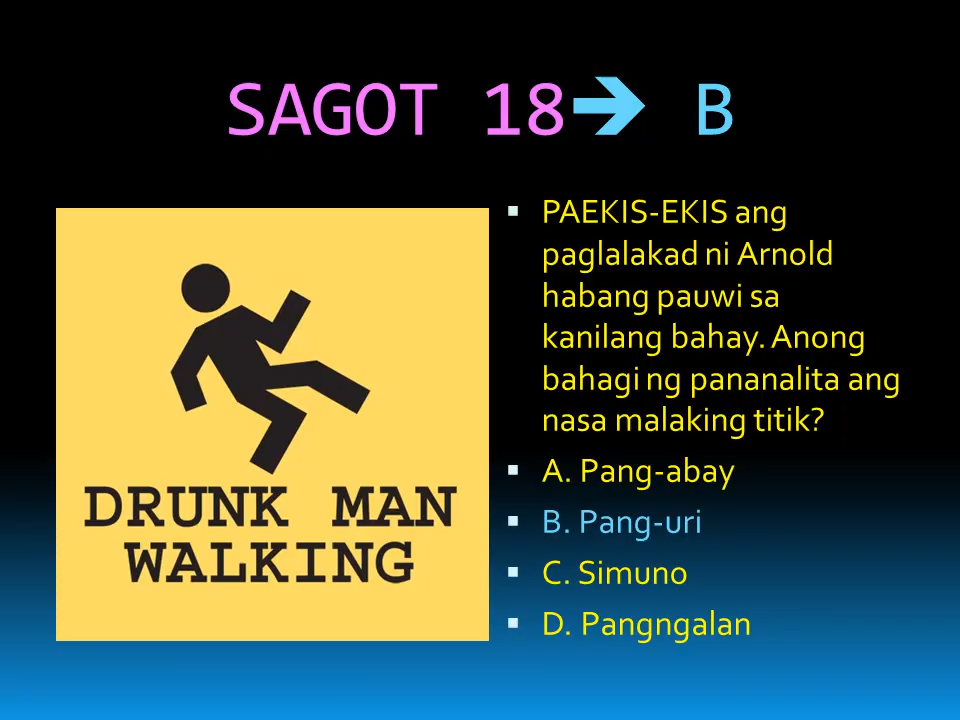 SAGOT 18➔ B
PAEKIS-EKIS ang
paglalakad ni Arnold
habang pauwi sa
kanilang bahay. Anong
bahagi ng pananalita ang
nasa malaking titik?
A. Pang-abay
B. Pang-uri
C. Simuno
D. Pangngalan
DRUNK MAN
WALKING